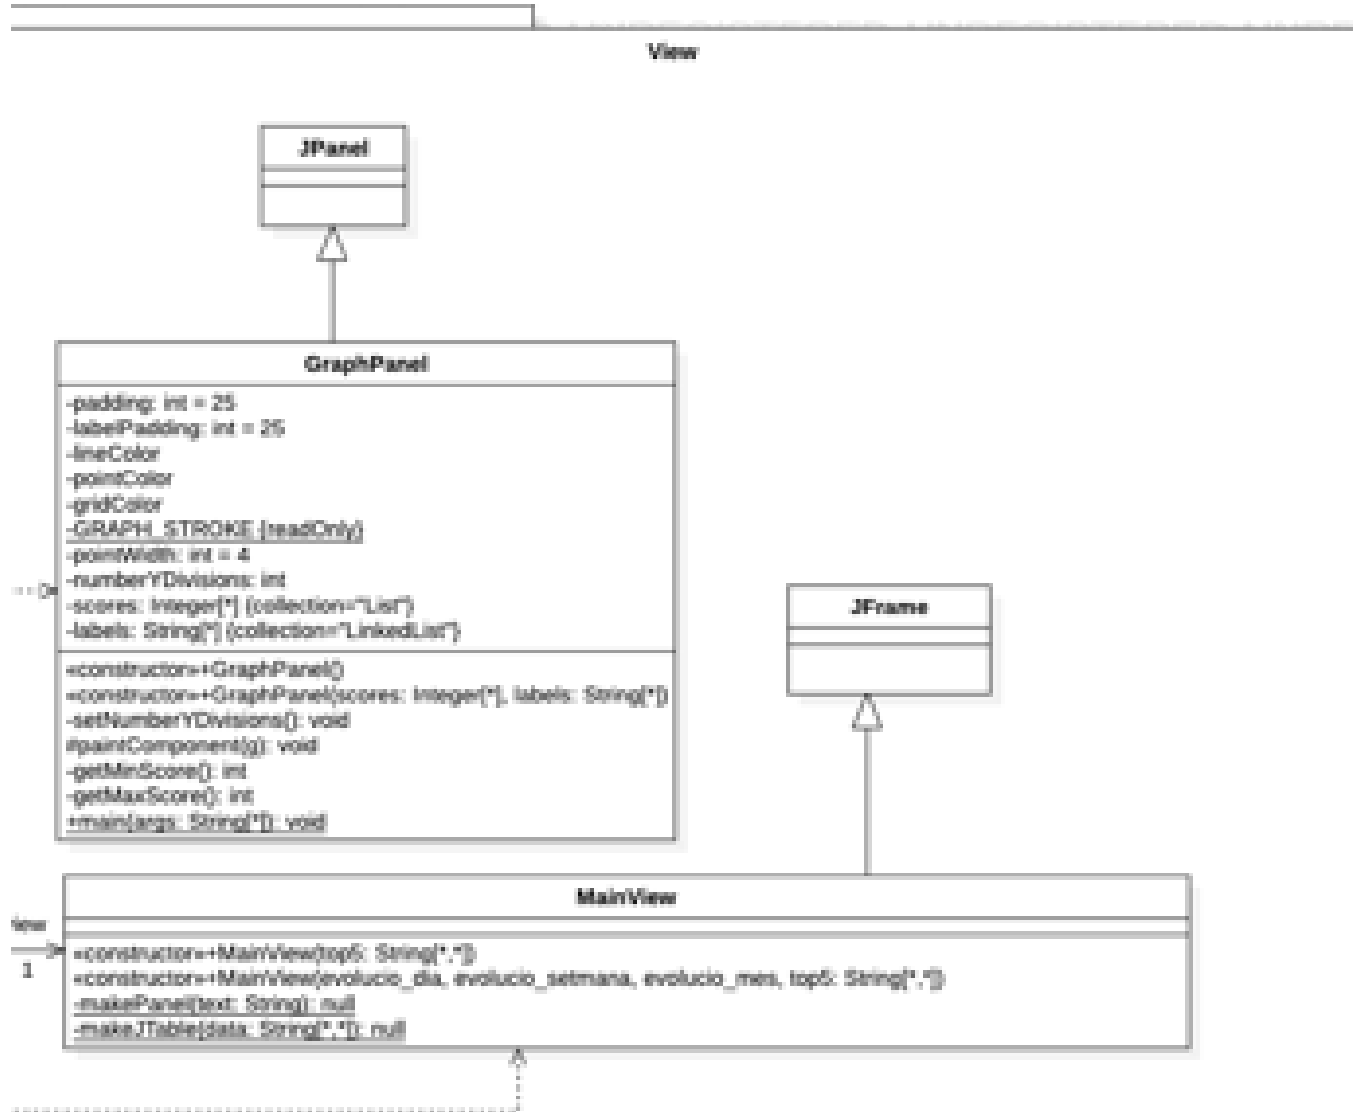 View
JPanel
GraphPanel
-padding: int = 25
-labelPadding: int = 25
-lineColor
-pointColor
-gridColor
-GRAPH_STROKE {readOnly}
-pointWidth: int = 4
-numberYDivisions: int
-scores: Integer[*] {collection="List"}
-labels: String[*] {collection="LinkedList"}
«constructor»+GraphPanel()
«constructor»+GraphPanel(scores: Integer[*], labels: String[*])
-setNumberYDivisions(): void
#paintComponent(g): void
-getMinScore(): int
-getMaxScore(): int
+main(args: String[*]): void
JFrame
MainView
«constructor»+MainView(top5: String[*,*])
«constructor»+MainView(evolucio_dia, evolucio_setmana, evolucio_mes, top5: String[*,*])
-makePanel(text: String): null
-makeJTable(data: String[*,*]): null
1